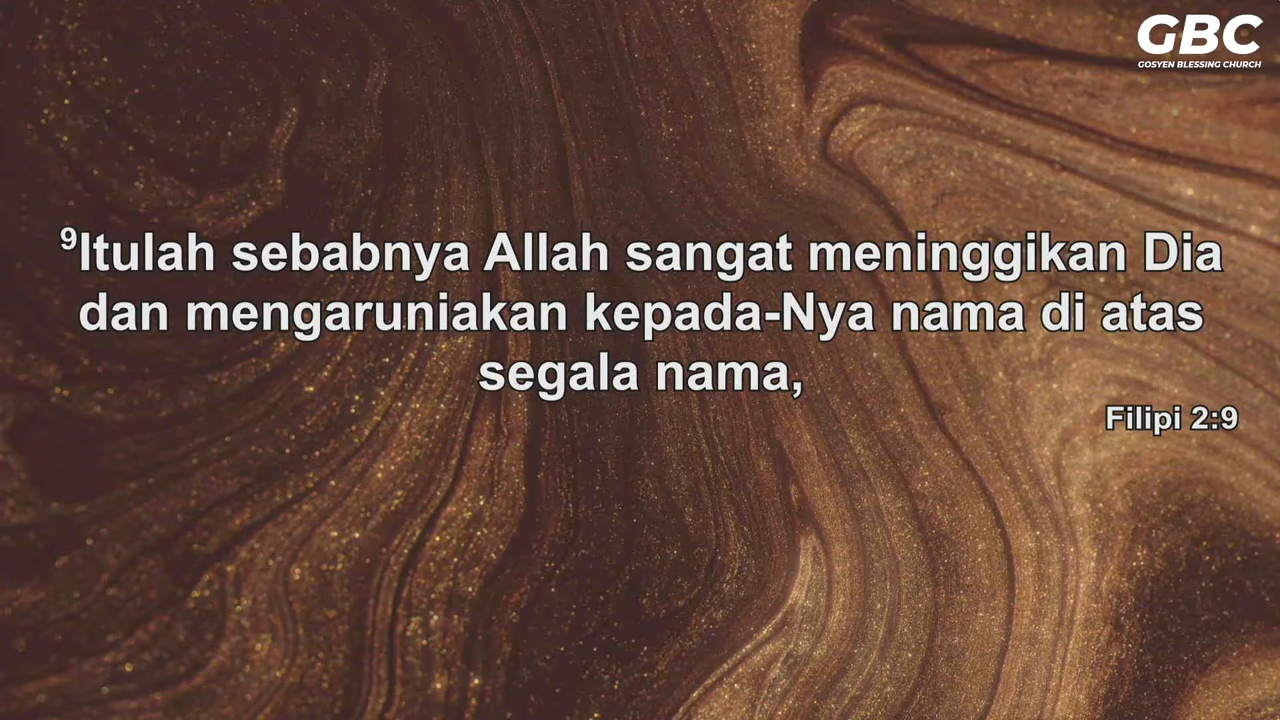 GBC
GOSYEN BLESSING CHURCH
⁹Itulah sebabnya Allah sangat meninggikan Dia
dan mengaruniakan kepada-Nya nama di atas
segala nama,
Filipi 2:9